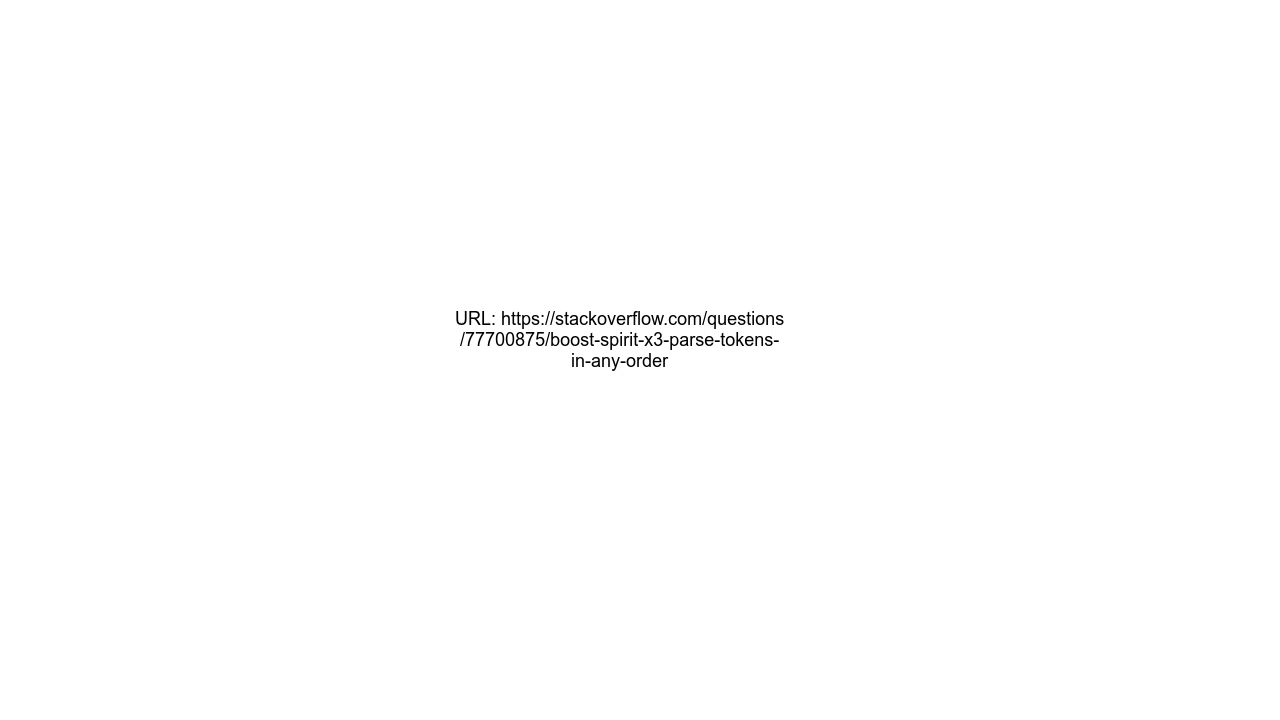 URL: https://stackoverflow.com/questions
/77700875/boost-spirit-x3-parse-tokens-
in-any-order